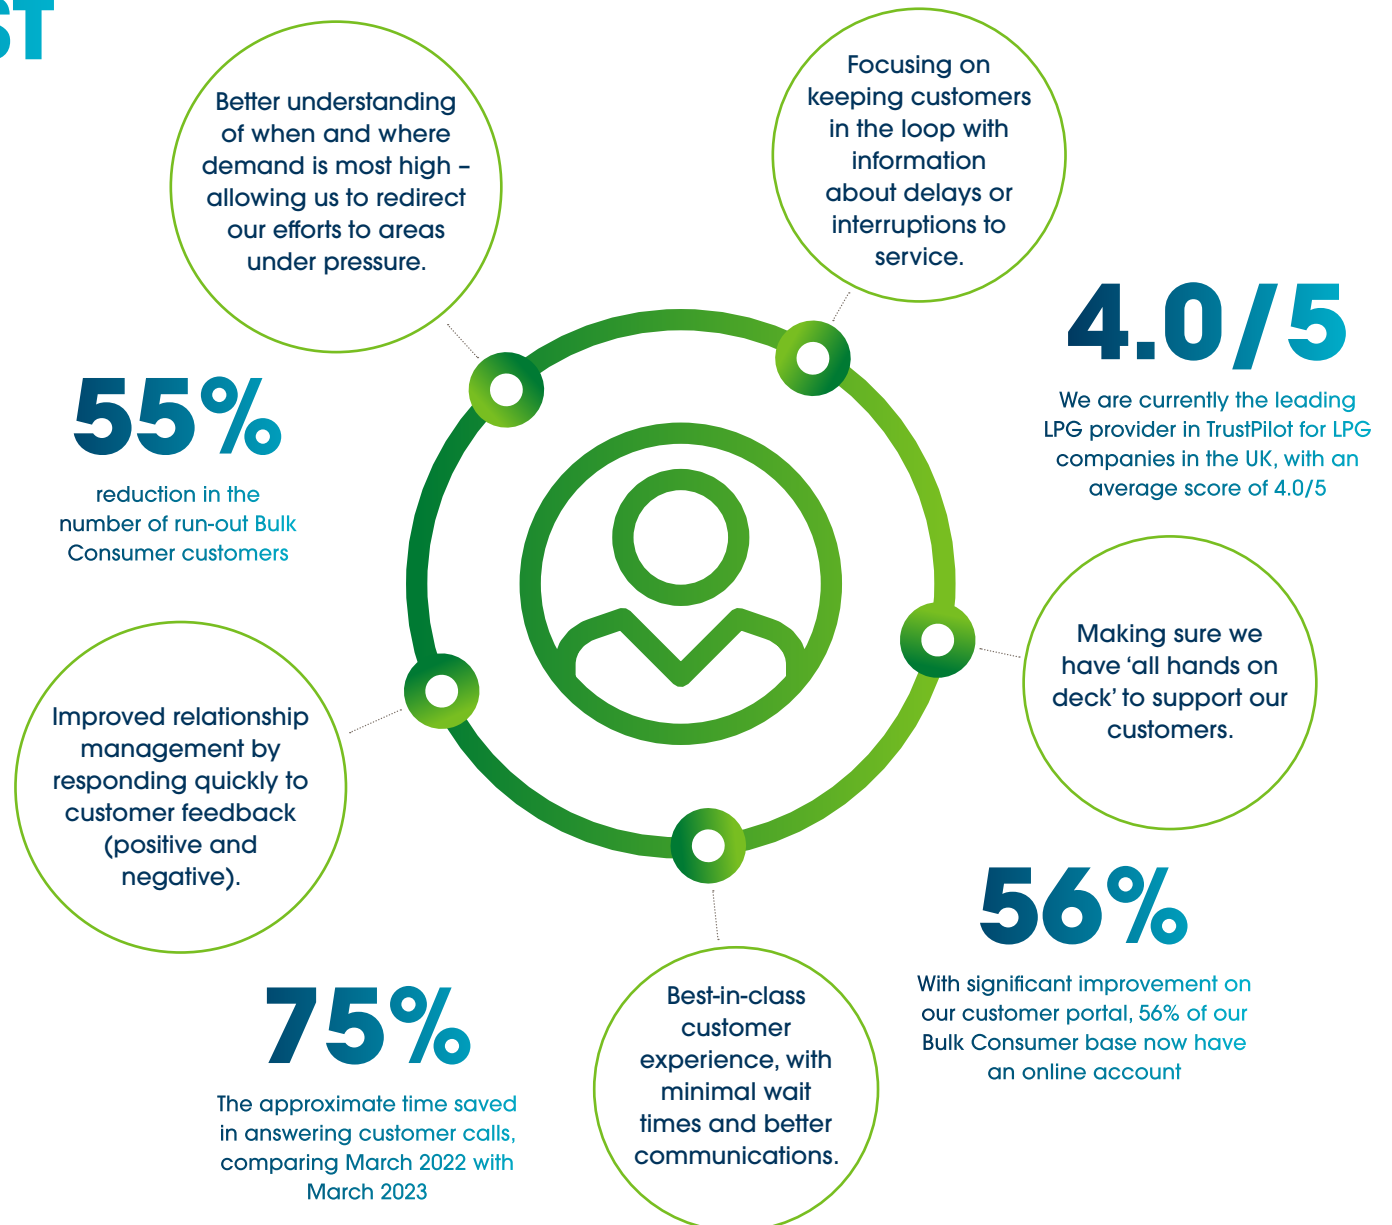 ST
Better understanding
of when and where
demand is most high –
allowing us to redirect
our efforts to areas
under pressure.
Focusing on
keeping customers
in the loop with
information
about delays or
interruptions to
service.
4.0/5
We are currently the leading
LPG provider in TrustPilot for LPG
companies in the UK, with an
average score of 4.0/5
55%
reduction in the
number of run-out Bulk
Consumer customers
Making sure we
have ‘all hands on
deck’ to support our
customers.
Improved relationship
management by
responding quickly to
customer feedback
(positive and
negative).
56%
With significant improvement on
our customer portal, 56% of our
Bulk Consumer base now have
an online account
75%
The approximate time saved
in answering customer calls,
comparing March 2022 with
March 2023
Best-in-class
customer
experience, with
minimal wait
times and better
communications.